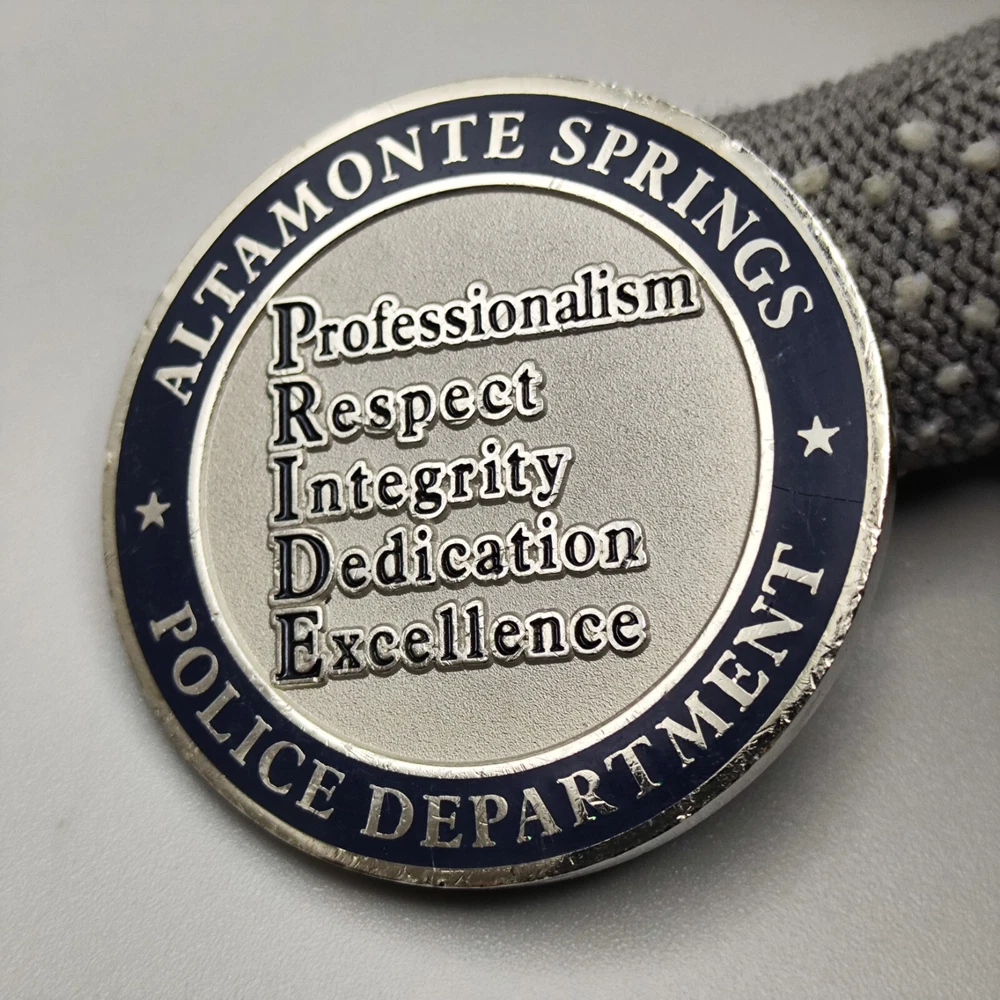 ALTAMONTE SPRINGS
Professionalism
Respect
Integrity
Dedication
Excellence
POLICE DEPARTMENT